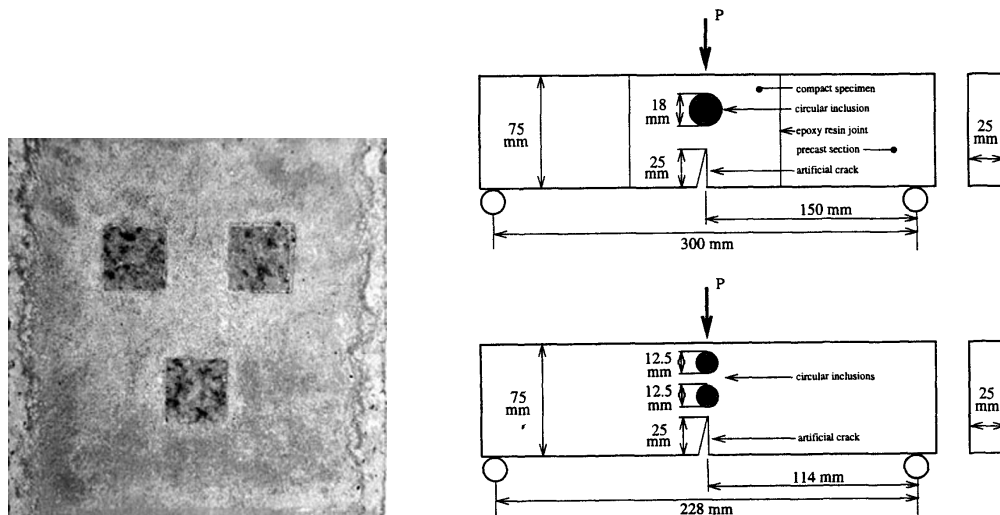 P
compact specimen
18
mm
circular inclusion
75
mm
epoxy resin joint
25
mm
precast section
25
mm
artificial crack
150 mm
300 mm
P
12.5
mm
circular inclusions
12.5
mm
75
mm
25
mm
25
mm
artificial crack
114 mm
228 mm